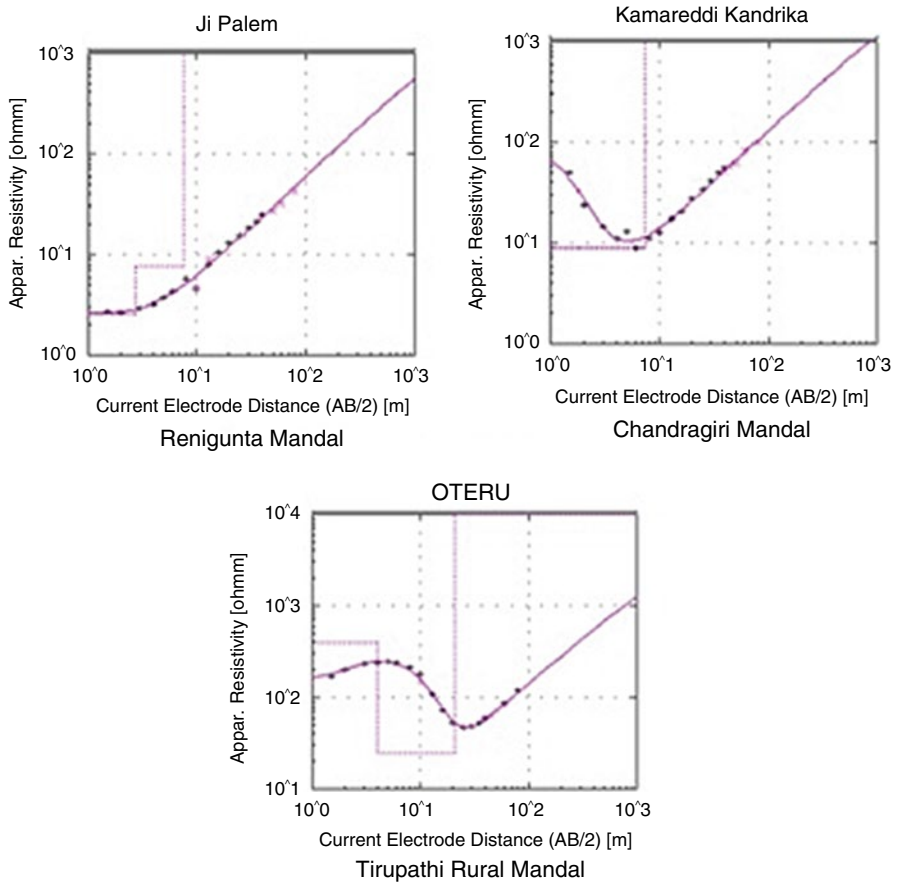 Ji Palem
Appar. Resistivity [ohmm]
10^3
10^2
10^1
10^0
10^0 10^1 10^2 10^3
Current Electrode Distance (AB/2) [m]
Renigunta Mandal
Kamareddi Kandrika
Appar. Resistivity [ohmm]
10^3
10^2
10^1
10^0
10^0 10^1 10^2 10^3
Current Electrode Distance (AB/2) [m]
Chandragiri Mandal
OTERU
Appar. Resistivity [ohmm]
10^4
10^3
10^2
10^1
10^0 10^1 10^2 10^3
Current Electrode Distance (AB/2) [m]
Tirupathi Rural Mandal